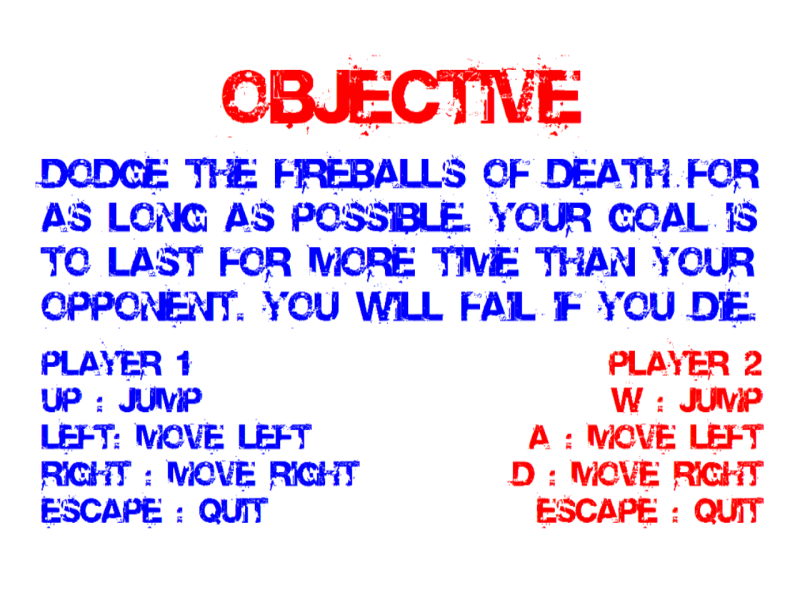 OBJECTIVE
DODGE THE FIREBALLS OF DEATH FOR
AS LONG AS POSSIBLE. YOUR GOAL IS
TO LAST FOR MORE TIME THAN YOUR
OPPONENT. YOU WILL FAIL IF YOU DIE.
PLAYER 1
UP : JUMP
LEFT: MOVE LEFT
RIGHT : MOVE RIGHT
ESCAPE : QUIT
PLAYER 2
W : JUMP
A : MOVE LEFT
D : MOVE RIGHT
ESCAPE : QUIT